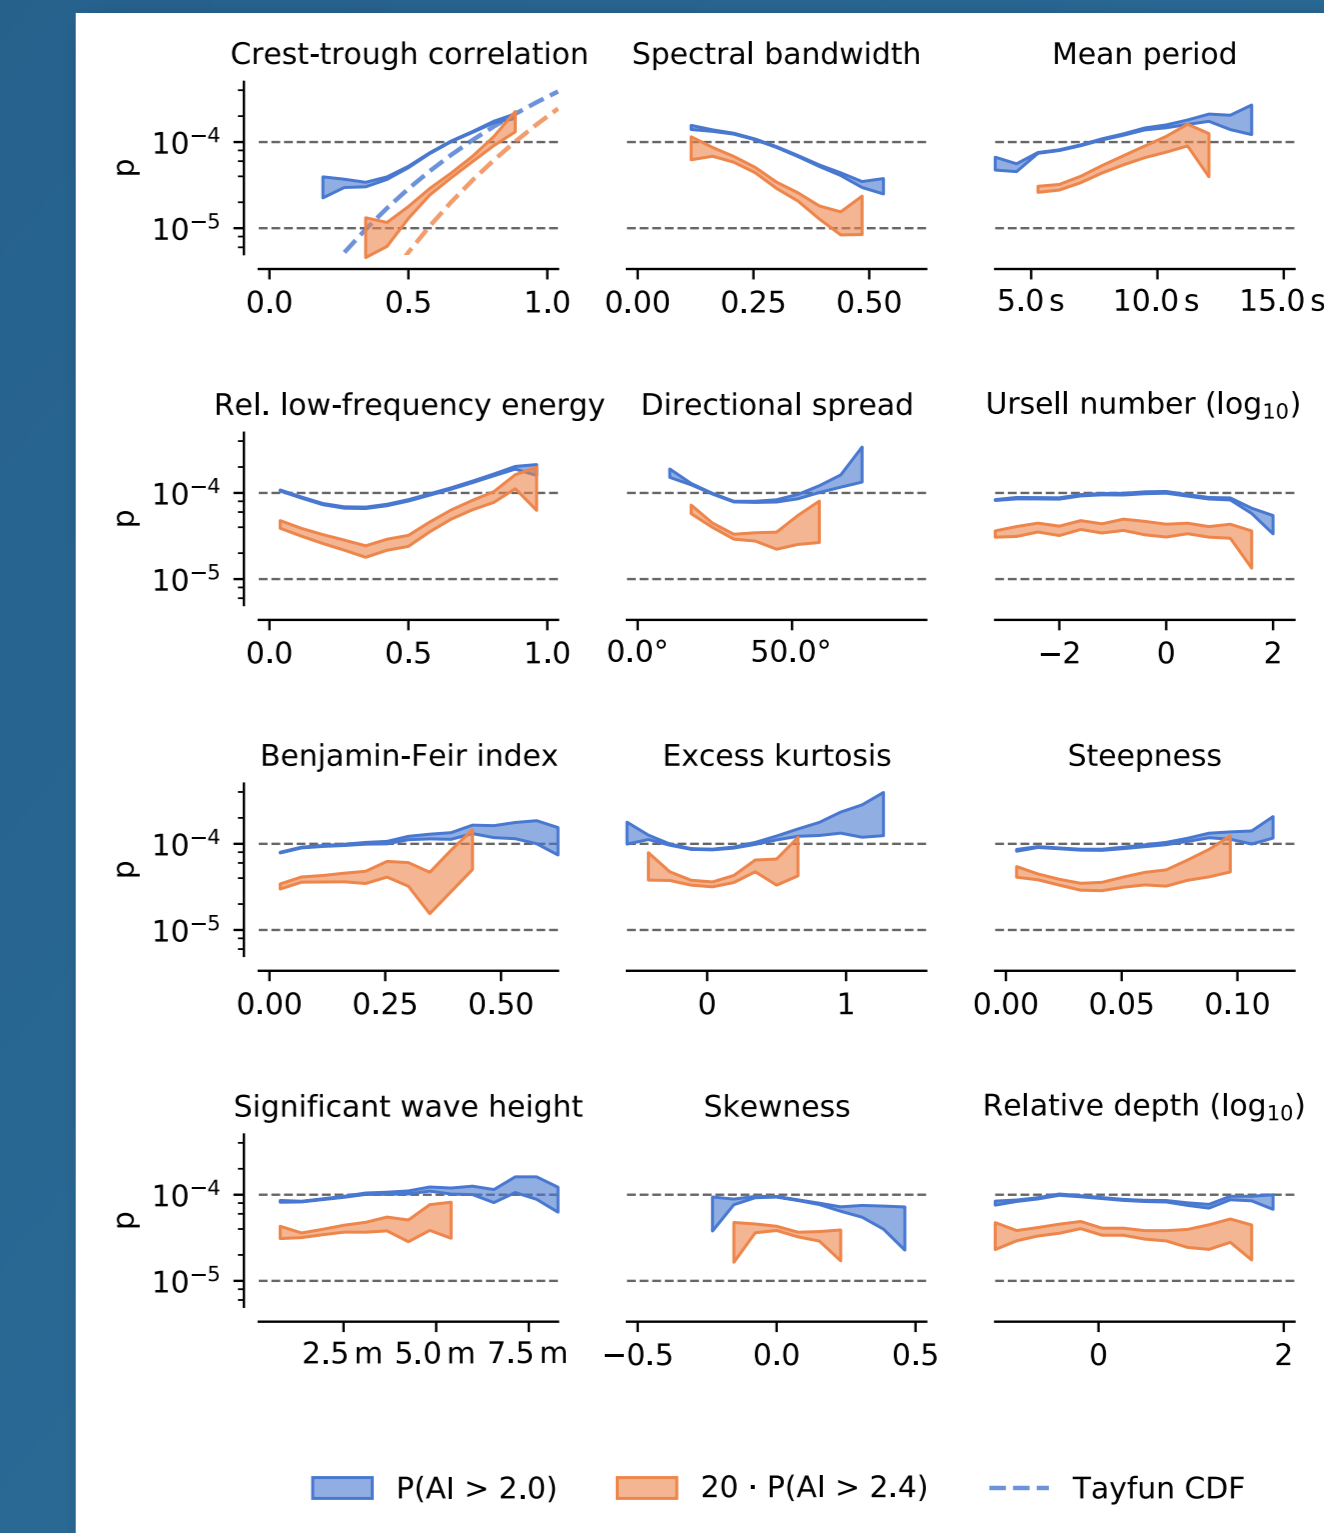 Crest-trough correlation Spectral bandwidth Mean period
p 10⁻⁴ 10⁻⁵
0.0 0.5 1.0 0.00 0.25 0.50 5.0 s 10.0 s 15.0 s
Rel. low-frequency energy Directional spread Ursell number (log₁₀)
p 10⁻⁴ 10⁻⁵
0.0 0.5 1.0 0.0° 50.0° −2 0 2
Benjamin-Feir index Excess kurtosis Steepness
p 10⁻⁴ 10⁻⁵
0.00 0.25 0.50 0 1 0.00 0.05 0.10
Significant wave height Skewness Relative depth (log₁₀)
p 10⁻⁴ 10⁻⁵
2.5 m 5.0 m 7.5 m −0.5 0.0 0.5 0 2
P(AI > 2.0) 20 · P(AI > 2.4) Tayfun CDF